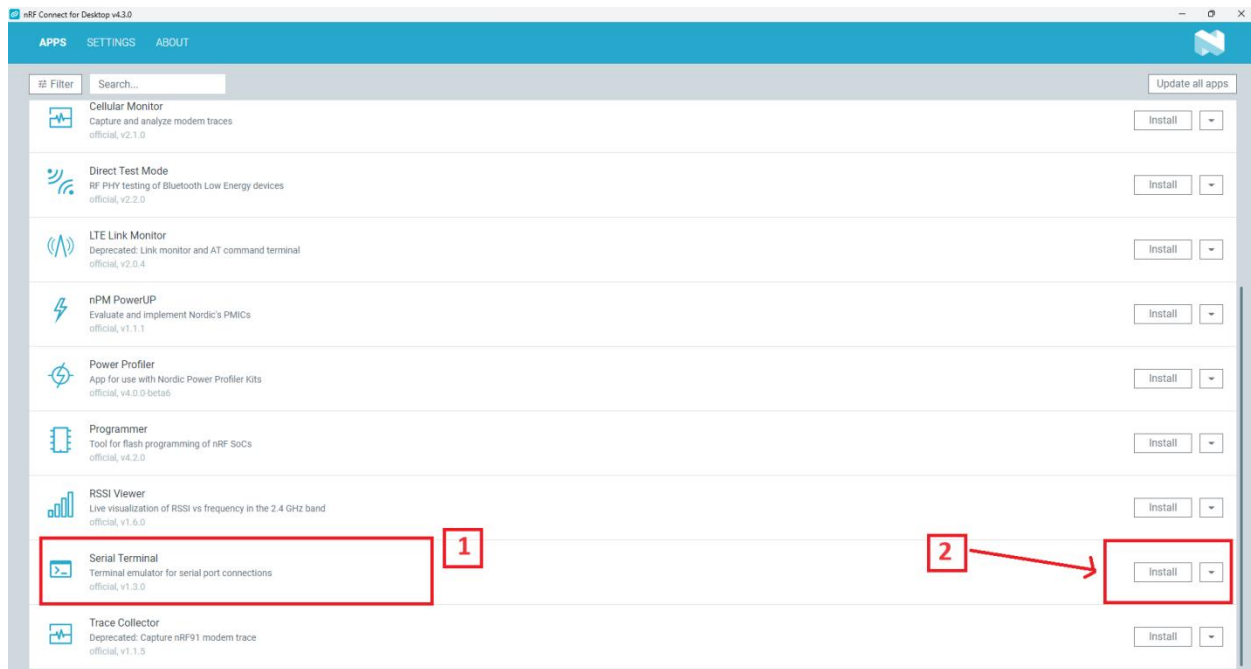 nRF Connect for Desktop v4.3.0
APPS SETTINGS ABOUT
Filter Search... Update all apps
Cellular Monitor
Capture and analyze modem traces
official, v2.1.0
Install
Direct Test Mode
RF PHY testing of Bluetooth Low Energy devices
official, v2.2.0
Install
LTE Link Monitor
Deprecated: Link monitor and AT command terminal
official, v2.0.4
Install
nPM PowerUP
Evaluate and implement Nordic's PMICs
official, v1.1.1
Install
Power Profiler
App for use with Nordic Power Profiler Kits
official, v4.0.0-beta6
Install
Programmer
Tool for flash programming of nRF SoCs
official, v4.2.0
Install
RSSI Viewer
Live visualization of RSSI vs frequency in the 2.4 GHz band
official, v1.6.0
Install
1
Serial Terminal
Terminal emulator for serial port connections
official, v1.3.0
2
Install
Trace Collector
Deprecated: Capture nRF91 modem trace
official, v1.1.5
Install